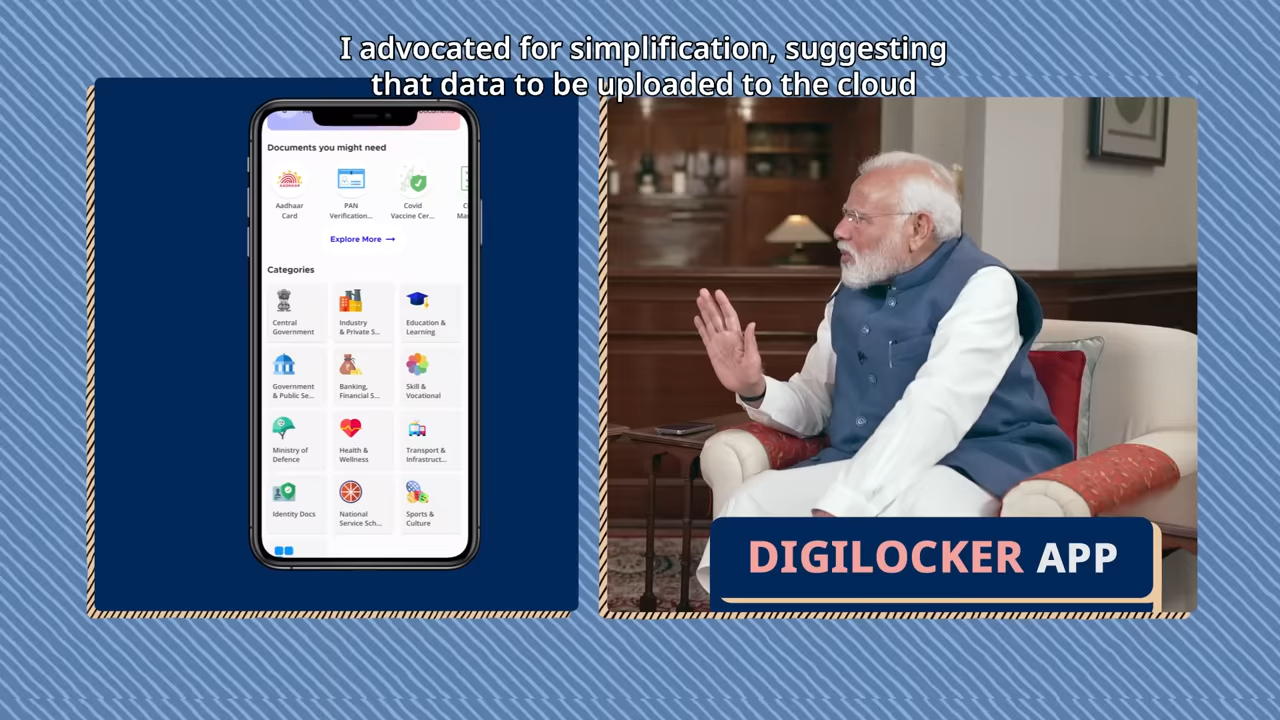 I advocated for simplification, suggesting
that data to be uploaded to the cloud
Documents you might need
AADHAAR
Aadhaar
Card
PAN
Verification...
Covid
Vaccine Cer...
Explore More →
Categories
Central
Government
Industry
& Private S...
Education &
Learning
Government
& Public Se...
Banking,
Financial S...
Skill &
Vocational
Ministry of
Defence
Health &
Wellness
Transport &
Infrastruct...
Identity Docs
National
Service Sch...
Sports &
Culture
DIGILOCKER APP